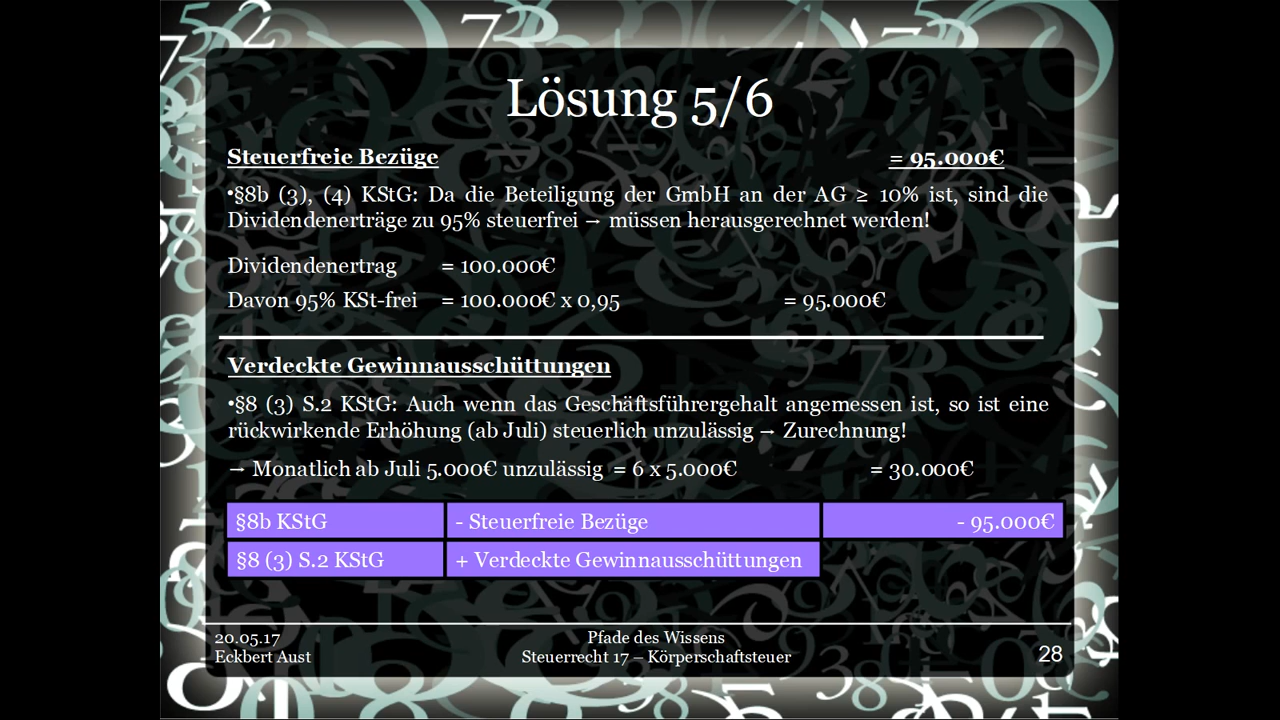 Lösung 5/6
Steuerfreie Bezüge = 95.000€
•§8b (3), (4) KStG: Da die Beteiligung der GmbH an der AG ≥ 10% ist, sind die
Dividendenerträge zu 95% steuerfrei → müssen herausgerechnet werden!
Dividendenertrag = 100.000€
Davon 95% KSt-frei = 100.000€ x 0,95 = 95.000€
Verdeckte Gewinnausschüttungen
•§8 (3) S.2 KStG: Auch wenn das Geschäftsführergehalt angemessen ist, so ist eine
rückwirkende Erhöhung (ab Juli) steuerlich unzulässig → Zurechnung!
→ Monatlich ab Juli 5.000€ unzulässig = 6 x 5.000€ = 30.000€
§8b KStG - Steuerfreie Bezüge - 95.000€
§8 (3) S.2 KStG + Verdeckte Gewinnausschüttungen
20.05.17 Pfade des Wissens
Eckbert Aust Steuerrecht 17 – Körperschaftsteuer 28